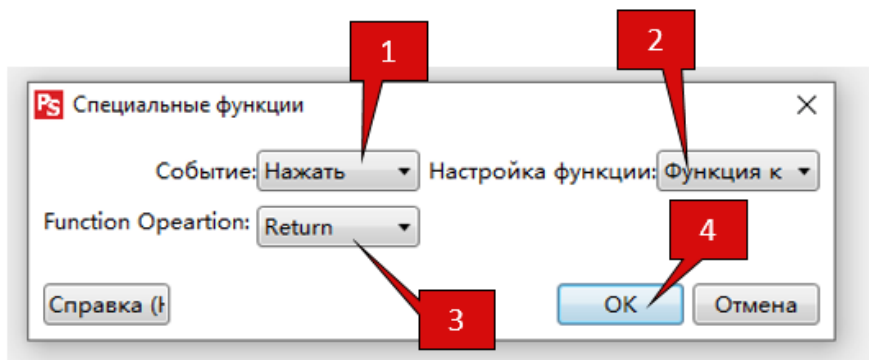 1
2
PS Специальные функции
Событие: Нажать Настройка функции: Функция к
Function Opeartion: Return
4
Справка (H OK Отмена
3